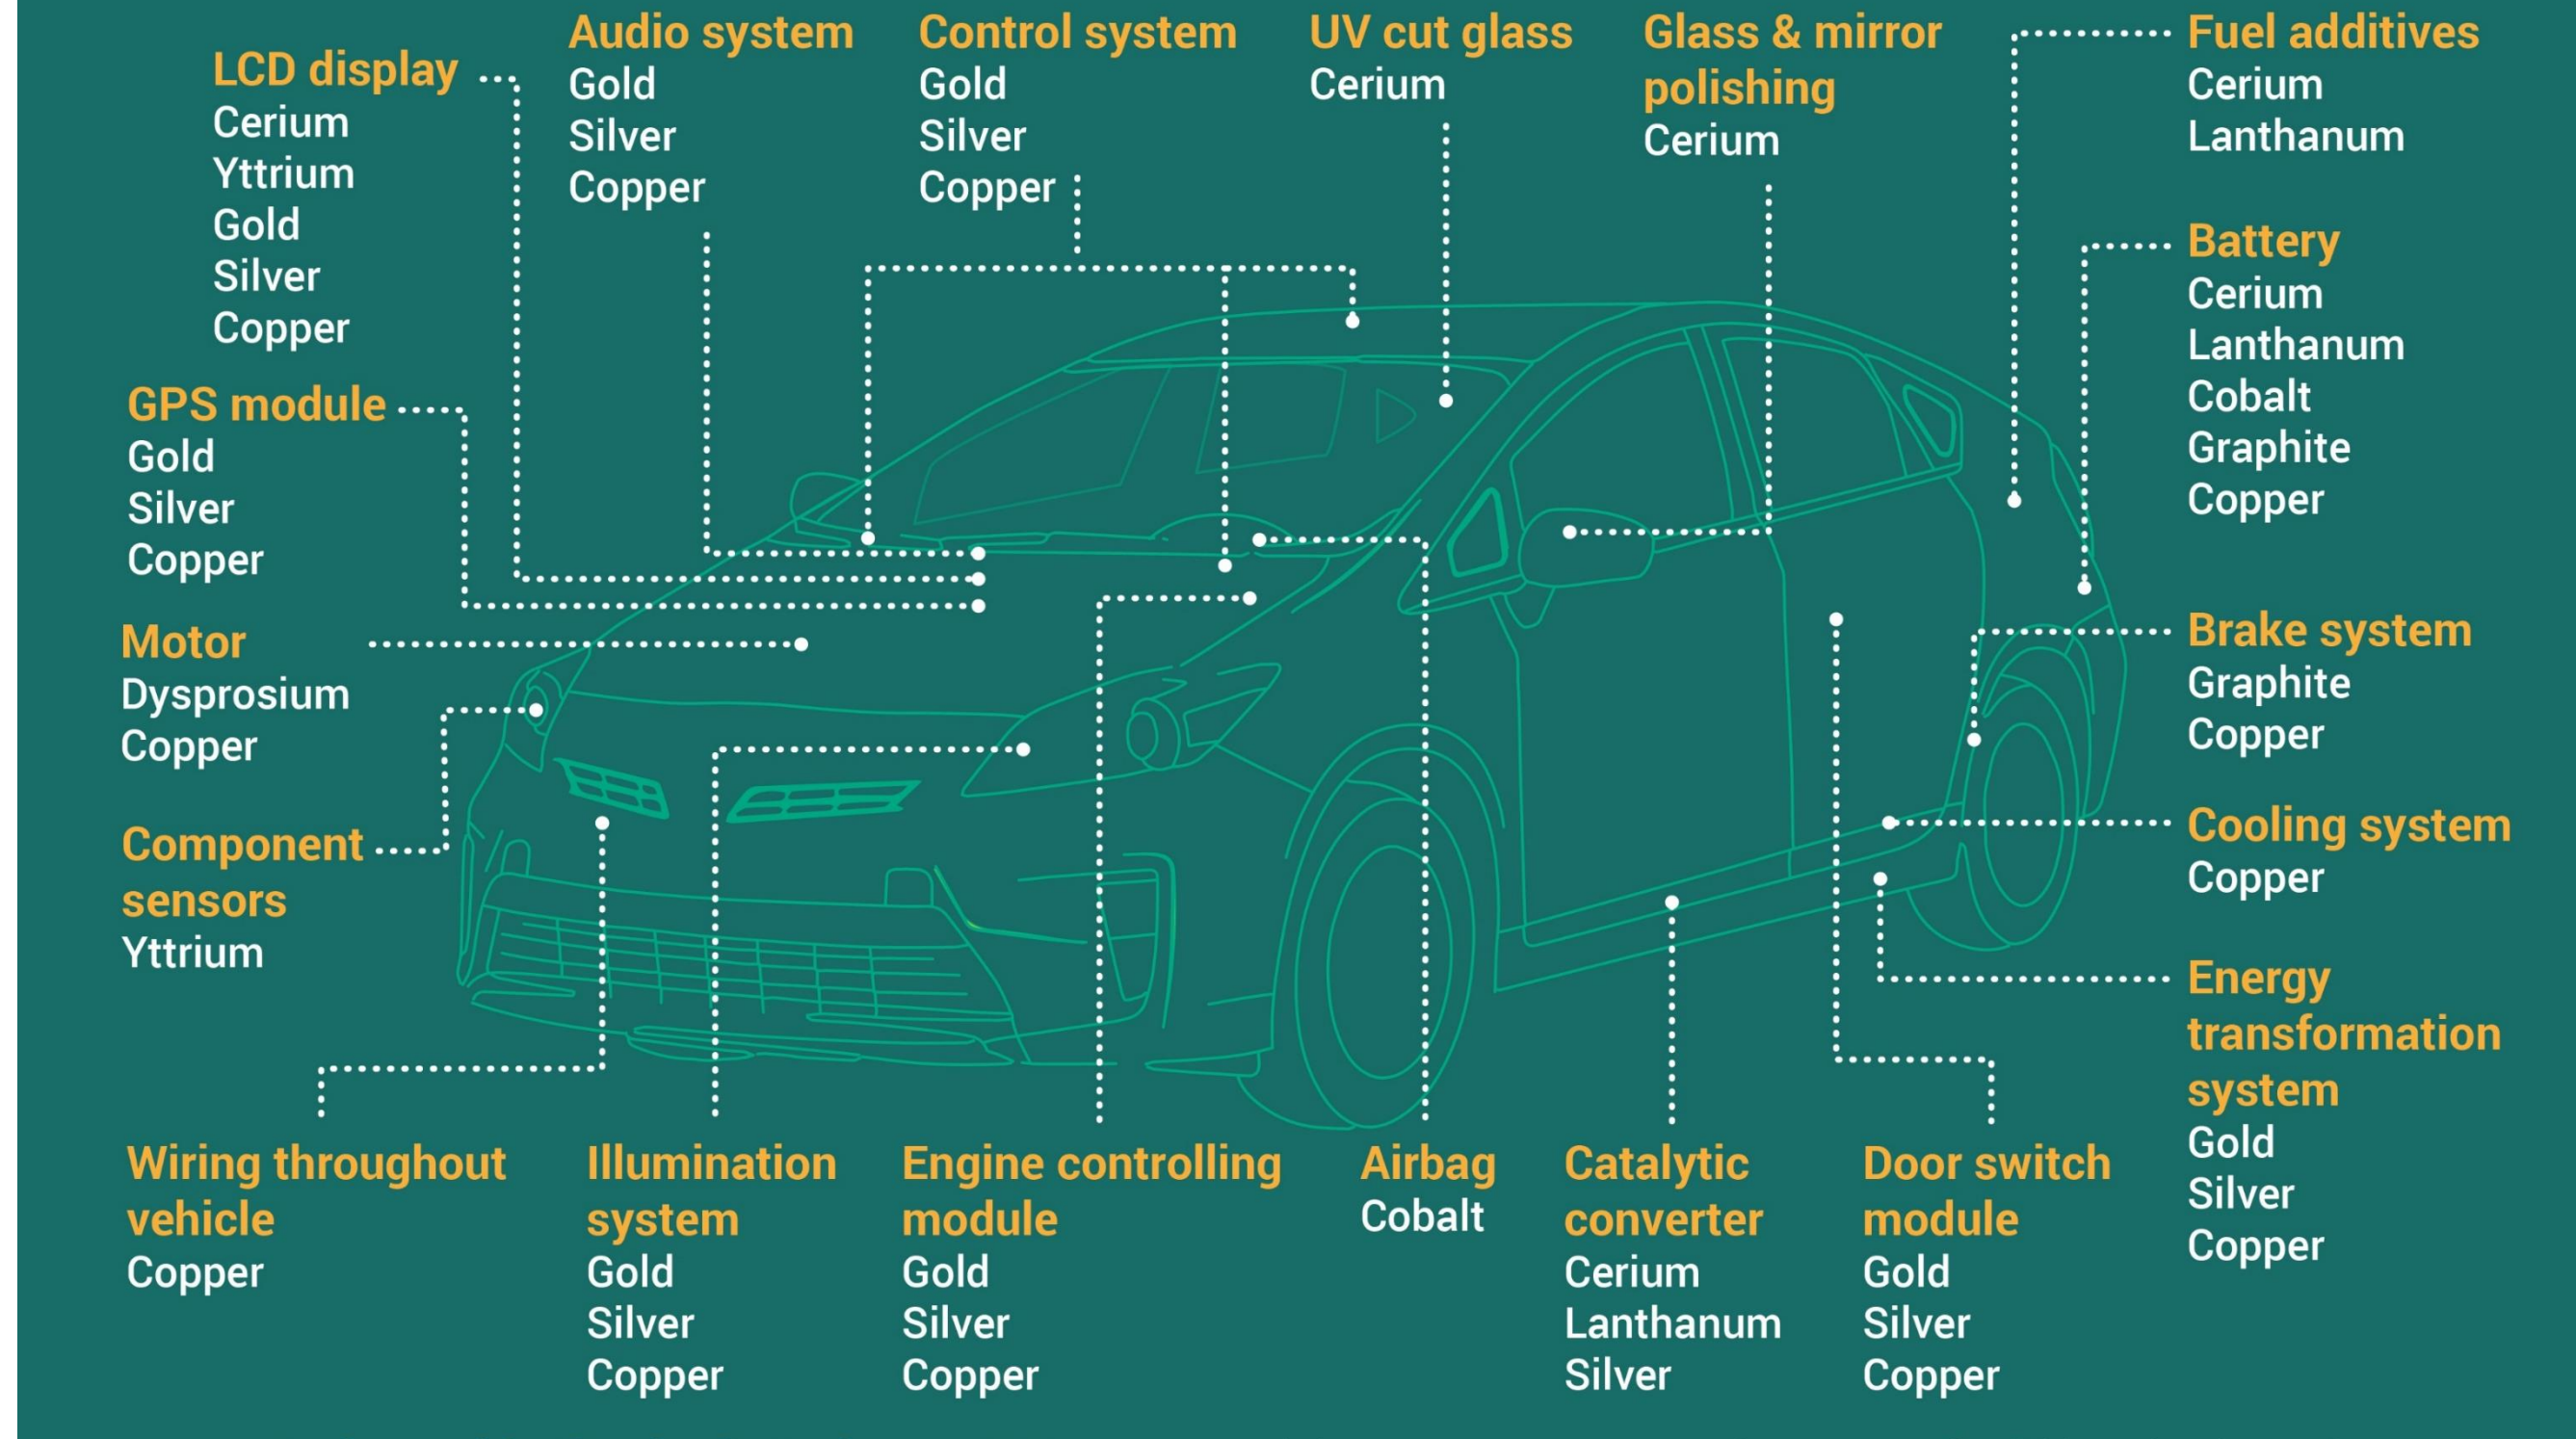 LCD display
Cerium
Yttrium
Gold
Silver
Copper
Audio system
Gold
Silver
Copper
Control system
Gold
Silver
Copper
UV cut glass
Cerium
Glass & mirror
polishing
Cerium
Fuel additives
Cerium
Lanthanum
Battery
Cerium
Lanthanum
Cobalt
Graphite
Copper
GPS module
Gold
Silver
Copper
Motor
Dysprosium
Copper
Component
sensors
Yttrium
Brake system
Graphite
Copper
Cooling system
Copper
Energy
transformation
system
Gold
Silver
Copper
Wiring throughout
vehicle
Copper
Illumination
system
Gold
Silver
Copper
Engine controlling
module
Gold
Silver
Copper
Airbag
Cobalt
Catalytic
converter
Cerium
Lanthanum
Silver
Door switch
module
Gold
Silver
Copper